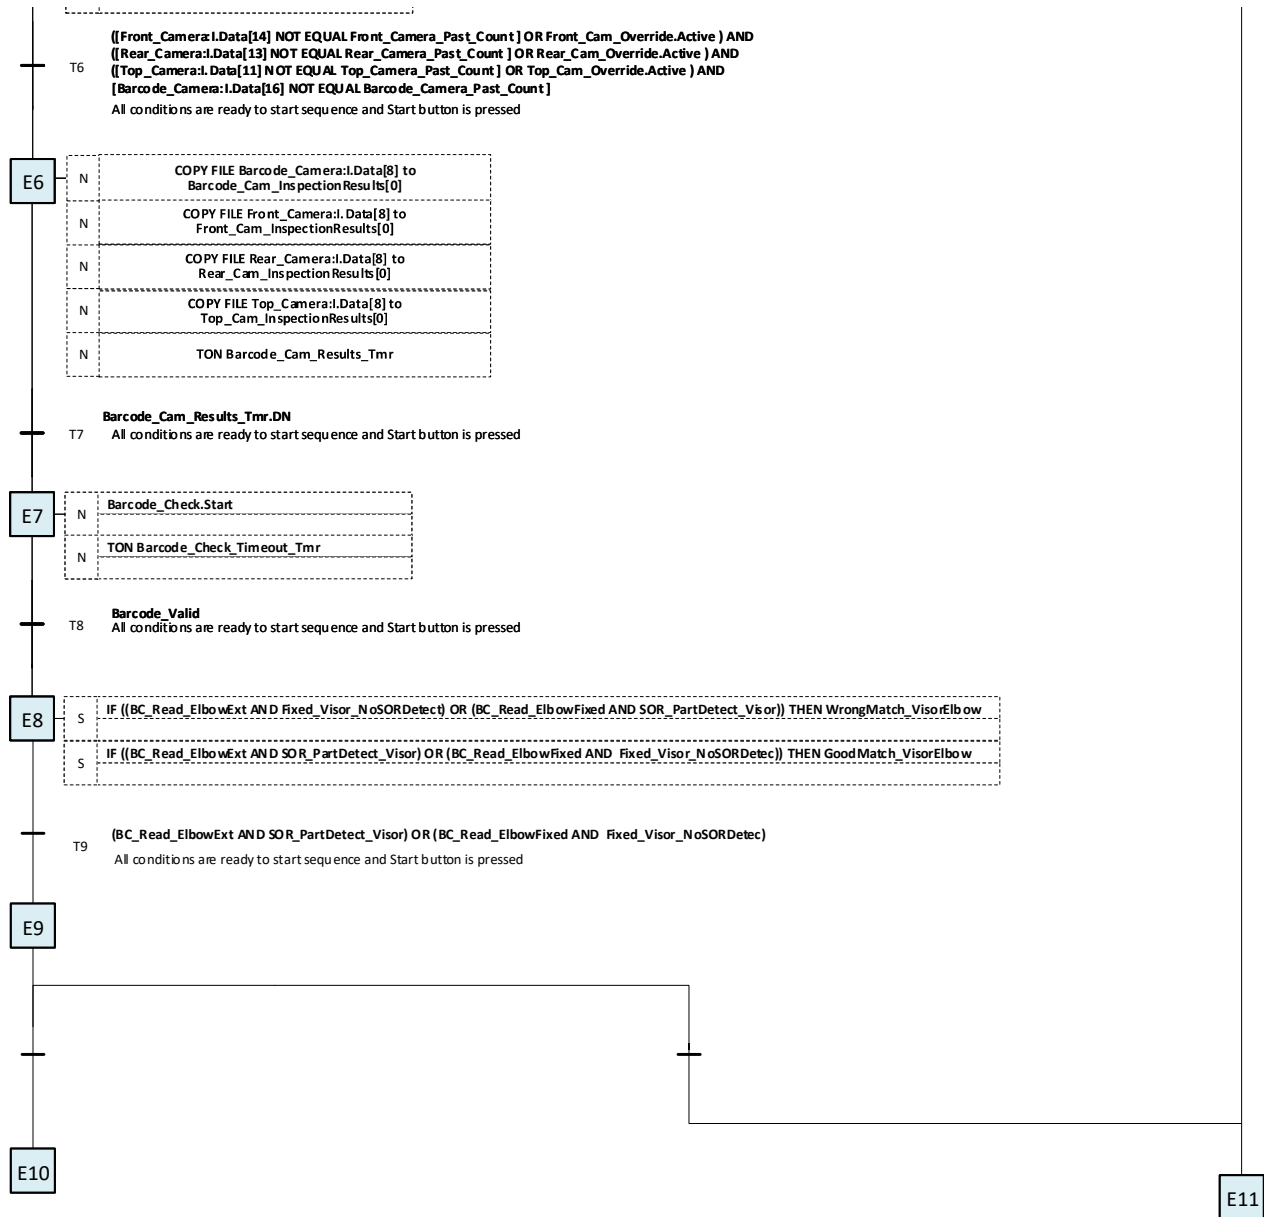 ([Front_Camera:I.Data[14] NOT EQUAL Front_Camera_Past_Count ] OR Front_Cam_Override.Active ) AND
([Rear_Camera:I.Data[13] NOT EQUAL Rear_Camera_Past_Count ] OR Rear_Cam_Override.Active ) AND
T6
([Top_Camera:I.Data[11] NOT EQUAL Top_Camera_Past_Count ] OR Top_Cam_Override.Active ) AND
[Barcode_Camera:I.Data[16] NOT EQUAL Barcode_Camera_Past_Count ]
All conditions are ready to start sequence and Start button is pressed
E6
N
COPY FILE Barcode_Camera:I.Data[8] to
Barcode_Cam_InspectionResults[0]
N
COPY FILE Front_Camera:I.Data[8] to
Front_Cam_InspectionResults[0]
N
COPY FILE Rear_Camera:I.Data[8] to
Rear_Cam_InspectionResults[0]
N
COPY FILE Top_Camera:I.Data[8] to
Top_Cam_InspectionResults[0]
N
TON Barcode_Cam_Results_Tmr
Barcode_Cam_Results_Tmr.DN
T7
All conditions are ready to start sequence and Start button is pressed
E7
N
Barcode_Check.Start
N
TON Barcode_Check_Timeout_Tmr
Barcode_Valid
T8
All conditions are ready to start sequence and Start button is pressed
E8
S
IF ((BC_Read_ElbowExt AND Fixed_Visor_NoSORDetect) OR (BC_Read_ElbowFixed AND SOR_PartDetect_Visor)) THEN WrongMatch_VisorElbow
S
IF ((BC_Read_ElbowExt AND SOR_PartDetect_Visor) OR (BC_Read_ElbowFixed AND Fixed_Visor_NoSORDetec)) THEN GoodMatch_VisorElbow
(BC_Read_ElbowExt AND SOR_PartDetect_Visor) OR (BC_Read_ElbowFixed AND Fixed_Visor_NoSORDetec)
T9
All conditions are ready to start sequence and Start button is pressed
E9
E10
E11